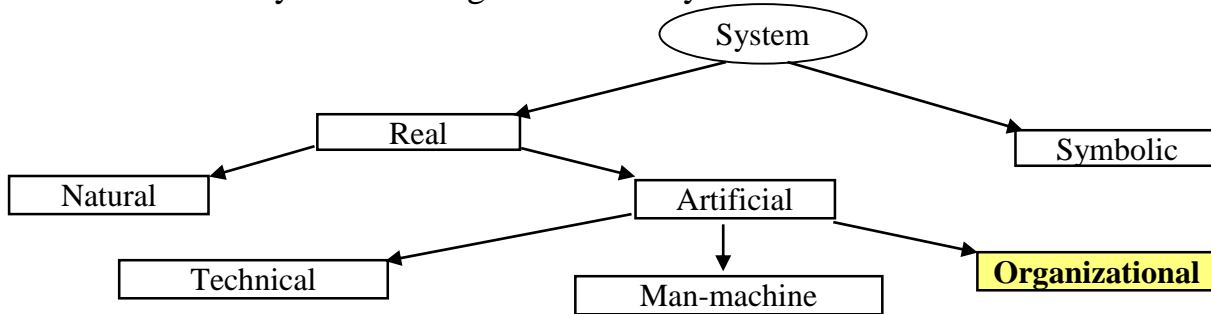 System
Real
Symbolic
Natural
Artificial
Technical
Man-machine
Organizational